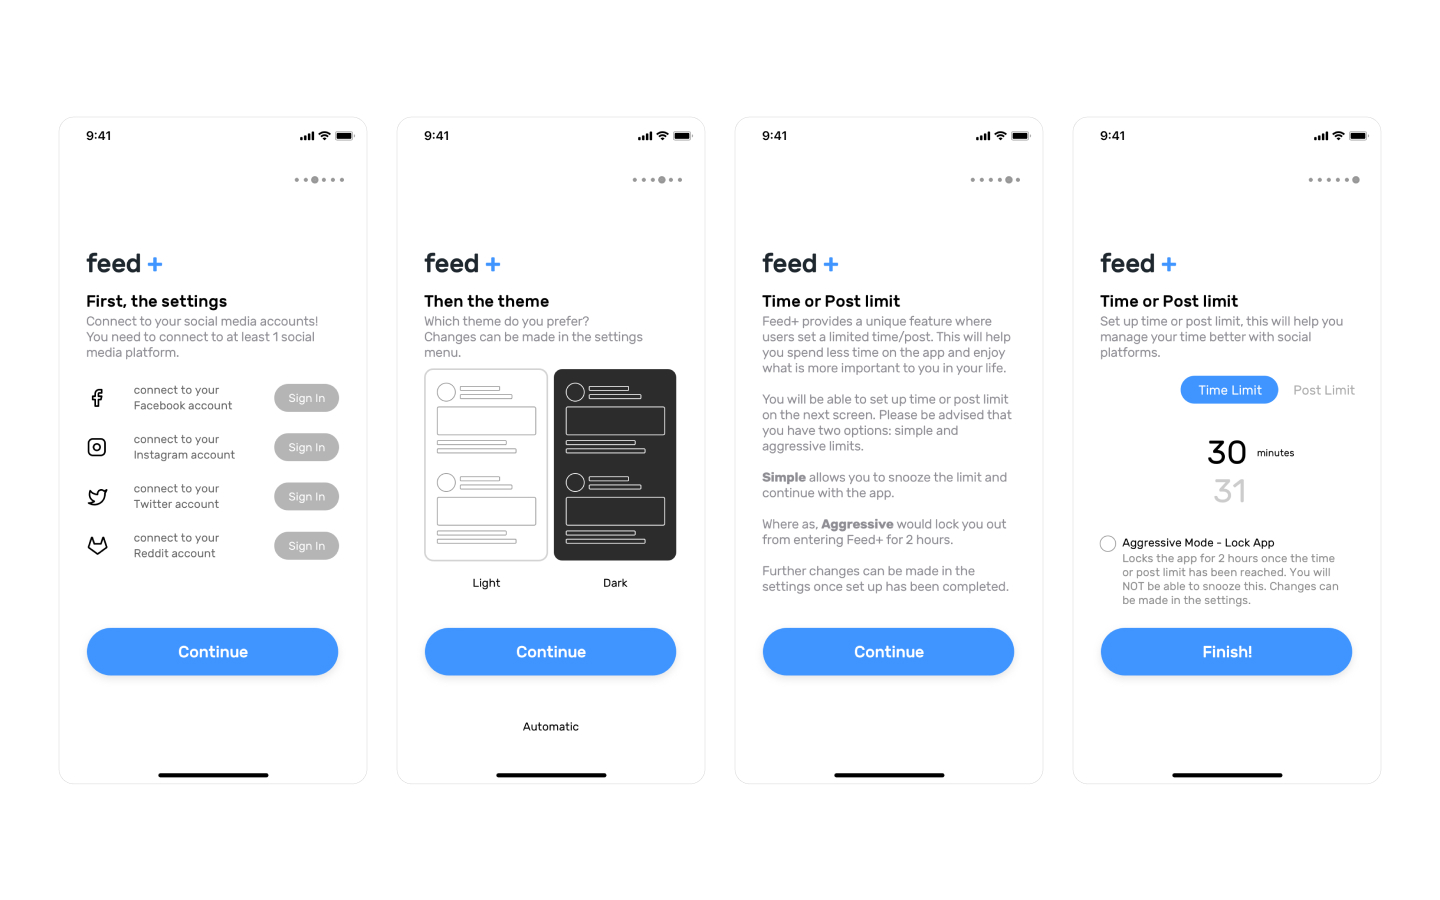 9:41
feed +
First, the settings
Connect to your social media accounts!
You need to connect to at least 1 social
media platform.
connect to your
Facebook account
Sign In
connect to your
Instagram account
Sign In
connect to your
Twitter account
Sign In
connect to your
Reddit account
Sign In
Continue
9:41
feed +
Then the theme
Which theme do you prefer?
Changes can be made in the settings
menu.
Light
Dark
Continue
Automatic
9:41
feed +
Time or Post limit
Feed+ provides a unique feature where
users set a limited time/post. This will help
you spend less time on the app and enjoy
what is more important to you in your life.
You will be able to set up time or post limit
on the next screen. Please be advised that
you have two options: simple and
aggressive limits.
Simple allows you to snooze the limit and
continue with the app.
Where as, Aggressive would lock you out
from entering Feed+ for 2 hours.
Further changes can be made in the
settings once set up has been completed.
Continue
9:41
feed +
Time or Post limit
Set up time or post limit, this will help you
manage your time better with social
platforms.
Time Limit
Post Limit
30 minutes
31
Aggressive Mode - Lock App
Locks the app for 2 hours once the time
or post limit has been reached. You will
NOT be able to snooze this. Changes can
be made in the settings.
Finish!